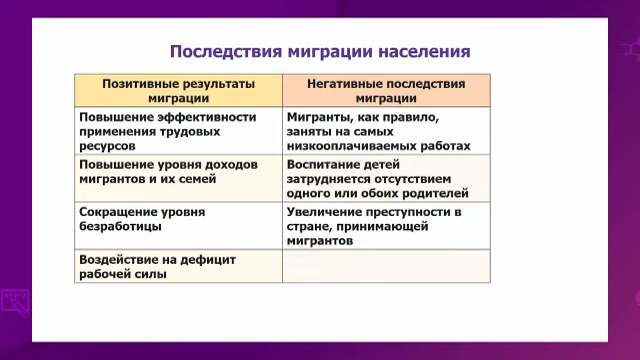 Последствия миграции населения
Позитивные результаты
миграции
Негативные последствия
миграции
Повышение эффективности
применения трудовых
ресурсов
Мигранты, как правило,
заняты на самых
низкооплачиваемых работах
Повышение уровня доходов
мигрантов и их семей
Воспитание детей
затрудняется отсутствием
одного или обоих родителей
Сокращение уровня
безработицы
Увеличение преступности в
стране, принимающей
мигрантов
Воздействие на дефицит
рабочей силы